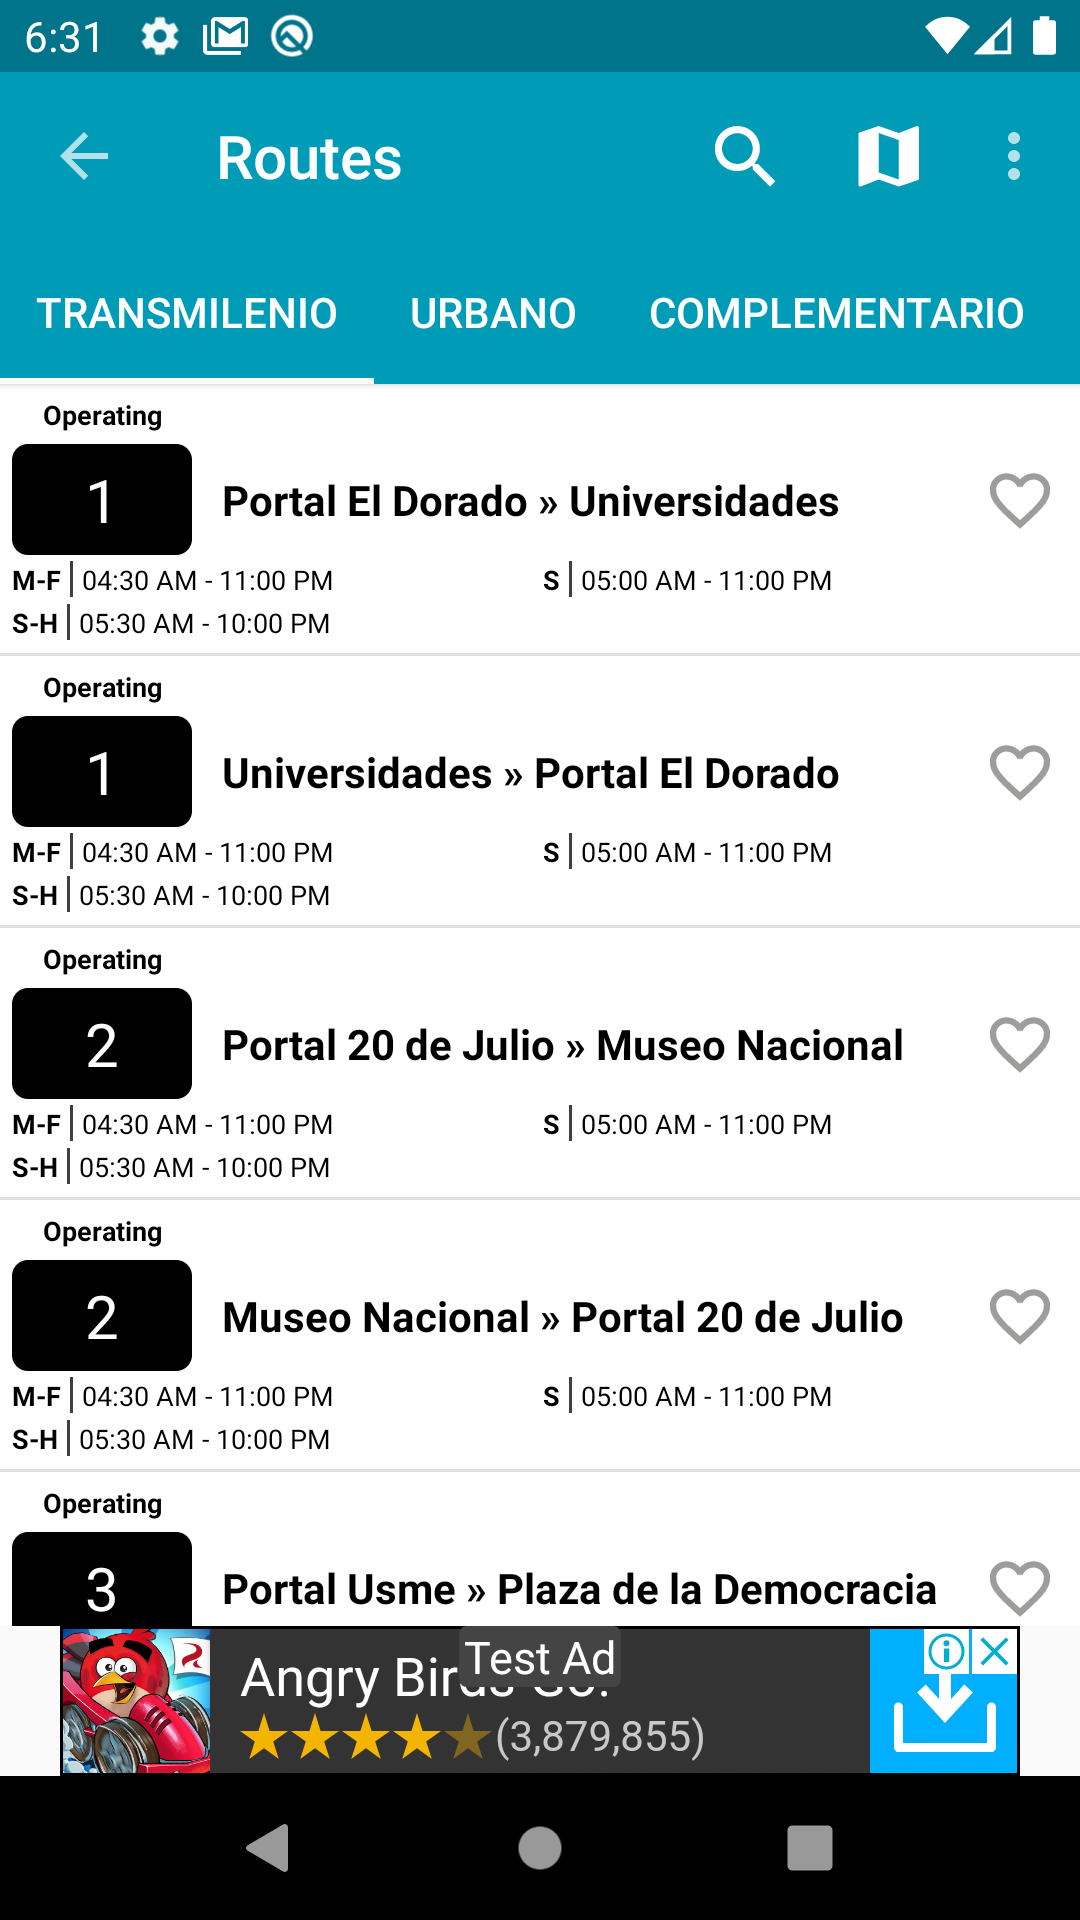 6:31
Routes
TRANSMILENIO URBANO COMPLEMENTARIO
Operating
1 Portal El Dorado » Universidades
M-F 04:30 AM - 11:00 PM S 05:00 AM - 11:00 PM
S-H 05:30 AM - 10:00 PM
Operating
1 Universidades » Portal El Dorado
M-F 04:30 AM - 11:00 PM S 05:00 AM - 11:00 PM
S-H 05:30 AM - 10:00 PM
Operating
2 Portal 20 de Julio » Museo Nacional
M-F 04:30 AM - 11:00 PM S 05:00 AM - 11:00 PM
S-H 05:30 AM - 10:00 PM
Operating
2 Museo Nacional » Portal 20 de Julio
M-F 04:30 AM - 11:00 PM S 05:00 AM - 11:00 PM
S-H 05:30 AM - 10:00 PM
Operating
3 Portal Usme » Plaza de la Democracia
Test Ad
Angry Birds Go!
(3,879,855)